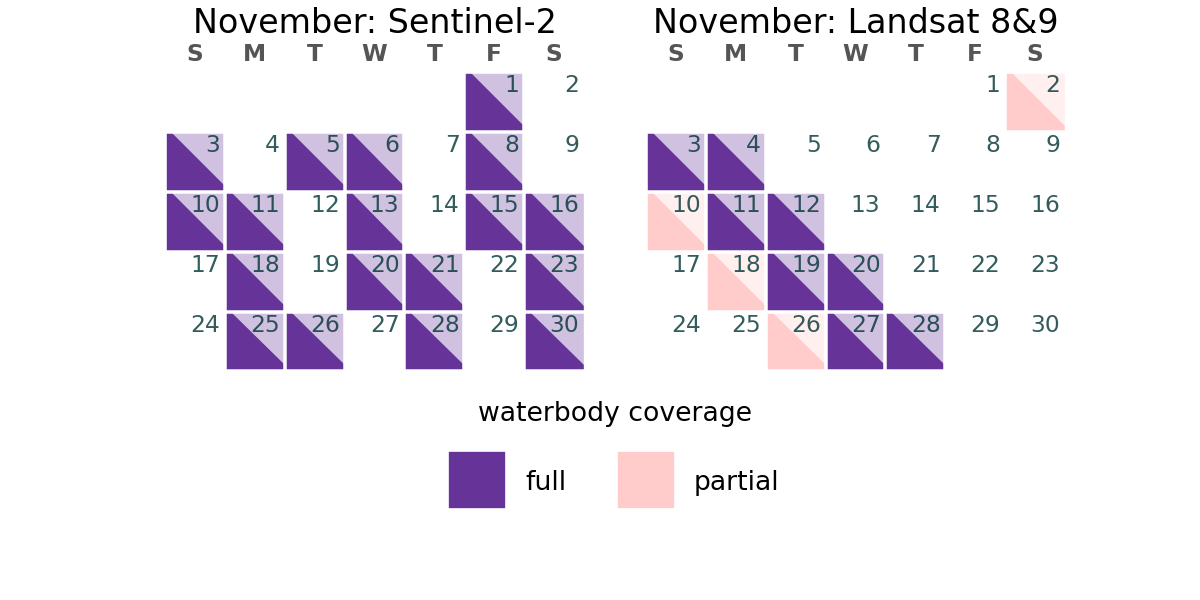 November: Sentinel-2
S M T W T F S
1 2
3 4 5 6 7 8 9
10 11 12 13 14 15 16
17 18 19 20 21 22 23
24 25 26 27 28 29 30
November: Landsat 8&9
S M T W T F S
1 2
3 4 5 6 7 8 9
10 11 12 13 14 15 16
17 18 19 20 21 22 23
24 25 26 27 28 29 30
waterbody coverage
full partial